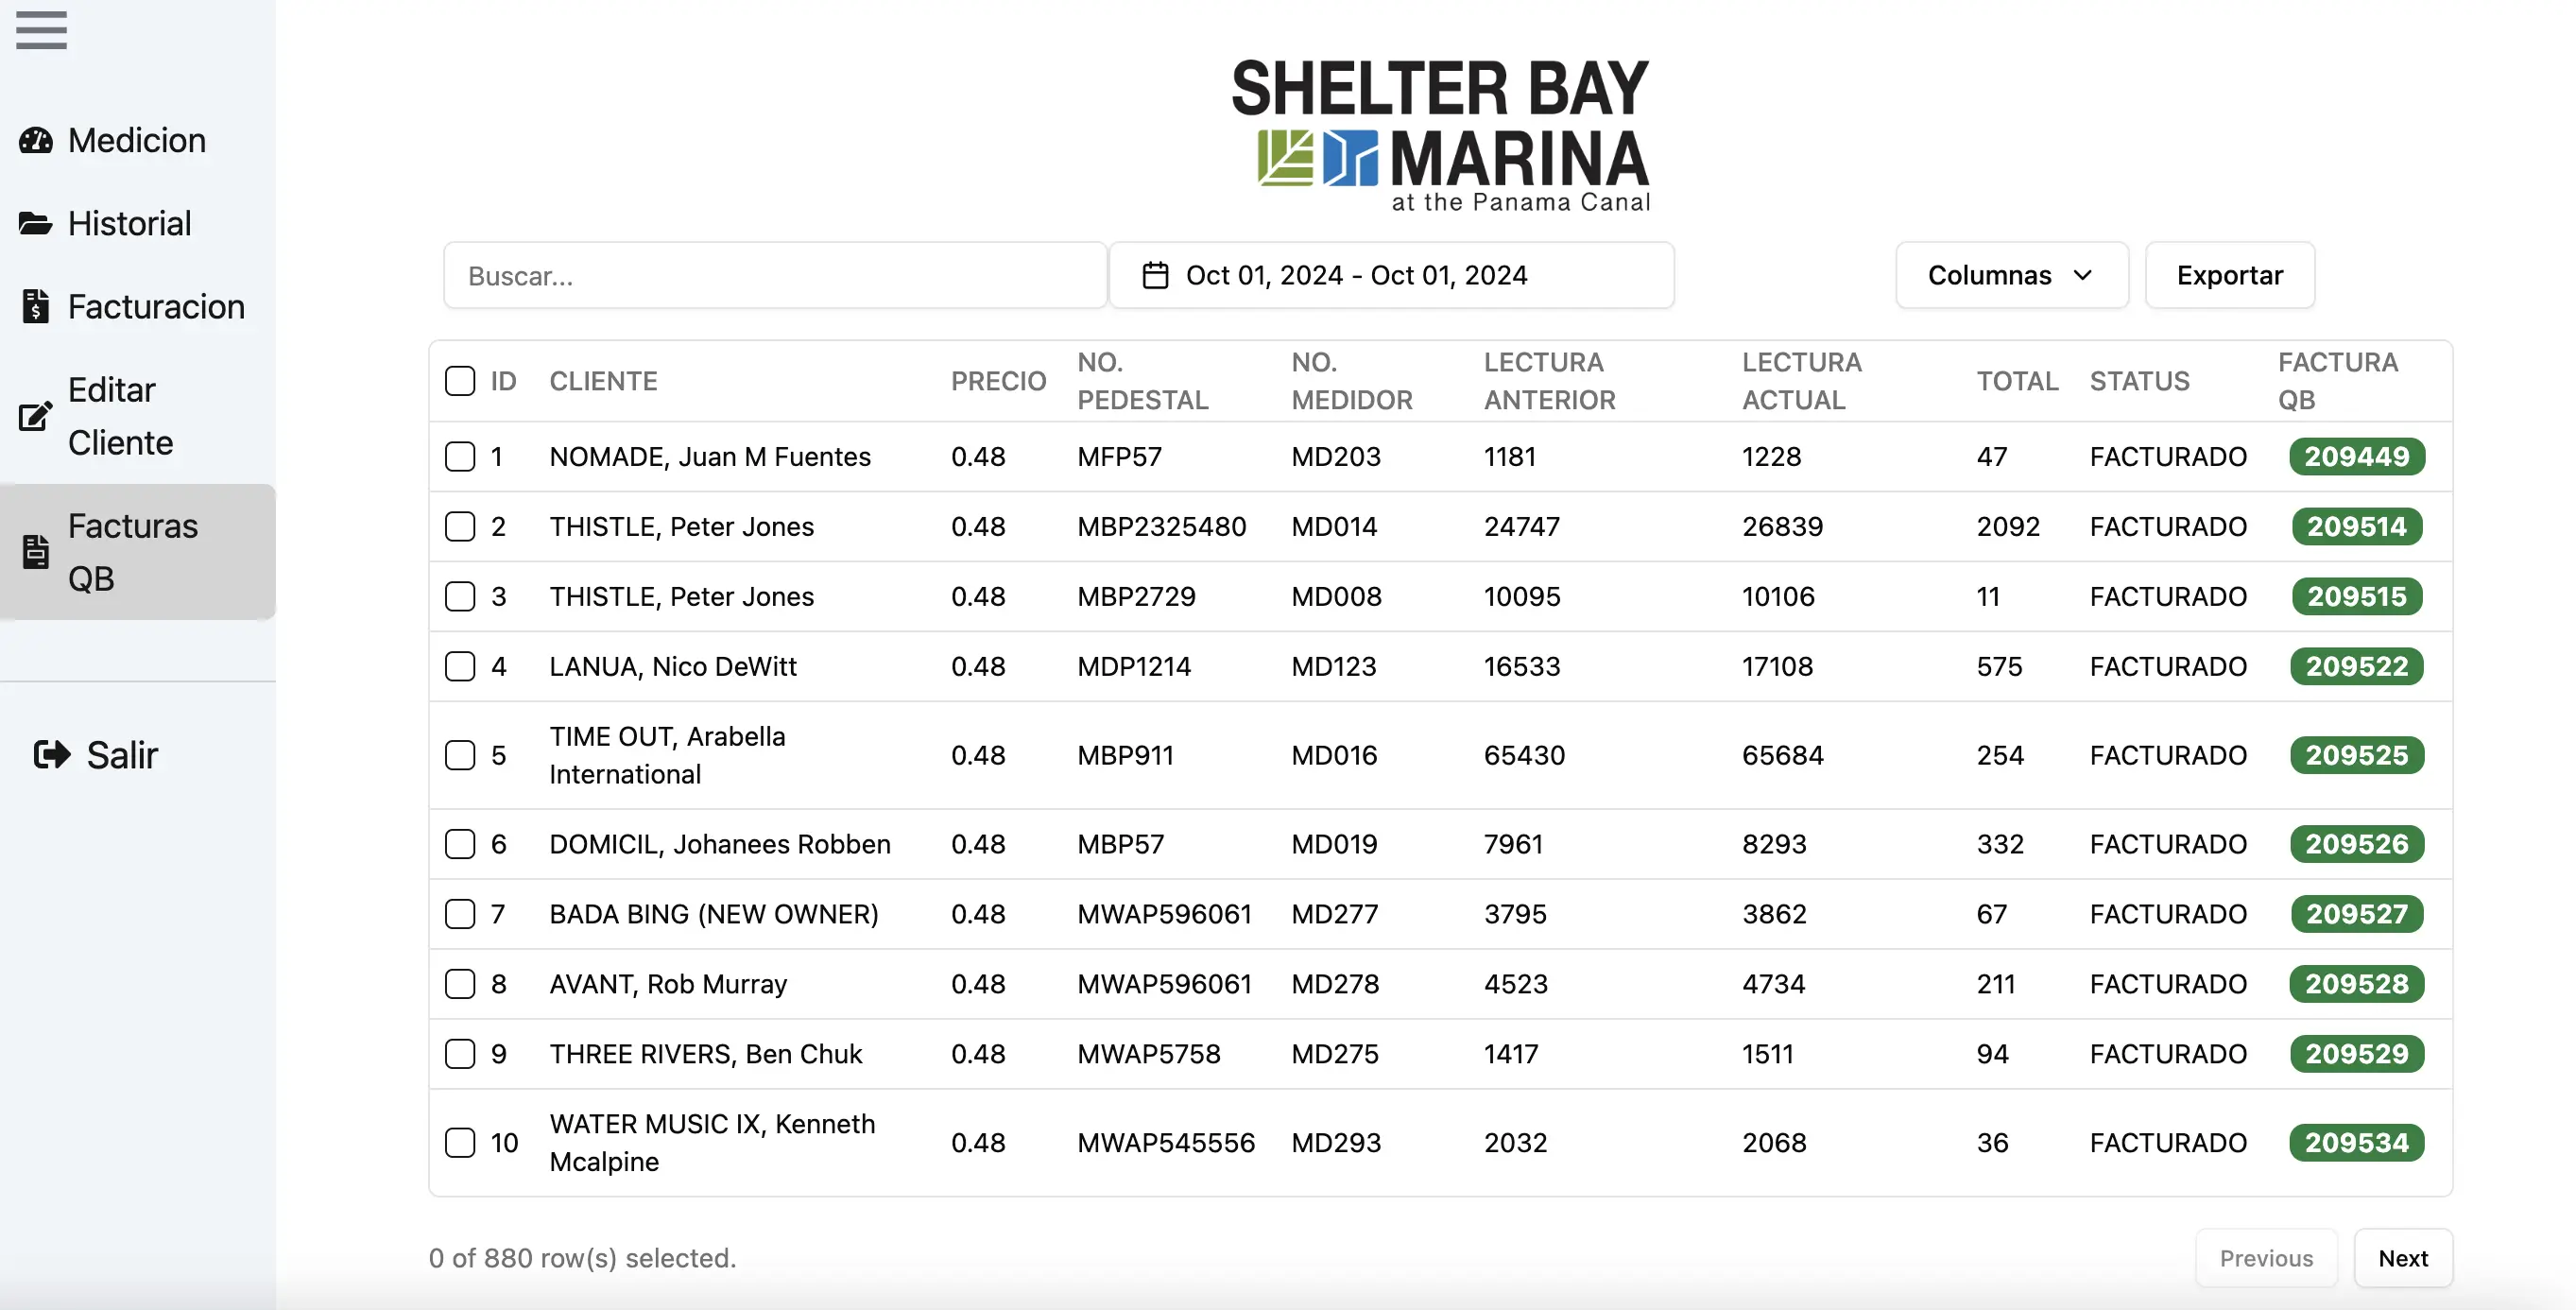 Medicion
Historial
Facturacion
Editar
Cliente
Facturas
QB
Salir
SHELTER BAY
MARINA
at the Panama Canal
Buscar...
Oct 01, 2024 - Oct 01, 2024
Columnas
Exportar
ID CLIENTE PRECIO NO. PEDESTAL NO. MEDIDOR LECTURA ANTERIOR LECTURA ACTUAL TOTAL STATUS FACTURA QB
1 NOMADE, Juan M Fuentes 0.48 MFP57 MD203 1181 1228 47 FACTURADO 209449
2 THISTLE, Peter Jones 0.48 MBP2325480 MD014 24747 26839 2092 FACTURADO 209514
3 THISTLE, Peter Jones 0.48 MBP2729 MD008 10095 10106 11 FACTURADO 209515
4 LANUA, Nico DeWitt 0.48 MDP1214 MD123 16533 17108 575 FACTURADO 209522
5 TIME OUT, Arabella International 0.48 MBP911 MD016 65430 65684 254 FACTURADO 209525
6 DOMICIL, Johanees Robben 0.48 MBP57 MD019 7961 8293 332 FACTURADO 209526
7 BADA BING (NEW OWNER) 0.48 MWAP596061 MD277 3795 3862 67 FACTURADO 209527
8 AVANT, Rob Murray 0.48 MWAP596061 MD278 4523 4734 211 FACTURADO 209528
9 THREE RIVERS, Ben Chuk 0.48 MWAP5758 MD275 1417 1511 94 FACTURADO 209529
10 WATER MUSIC IX, Kenneth Mcalpine 0.48 MWAP545556 MD293 2032 2068 36 FACTURADO 209534
0 of 880 row(s) selected.
Previous
Next